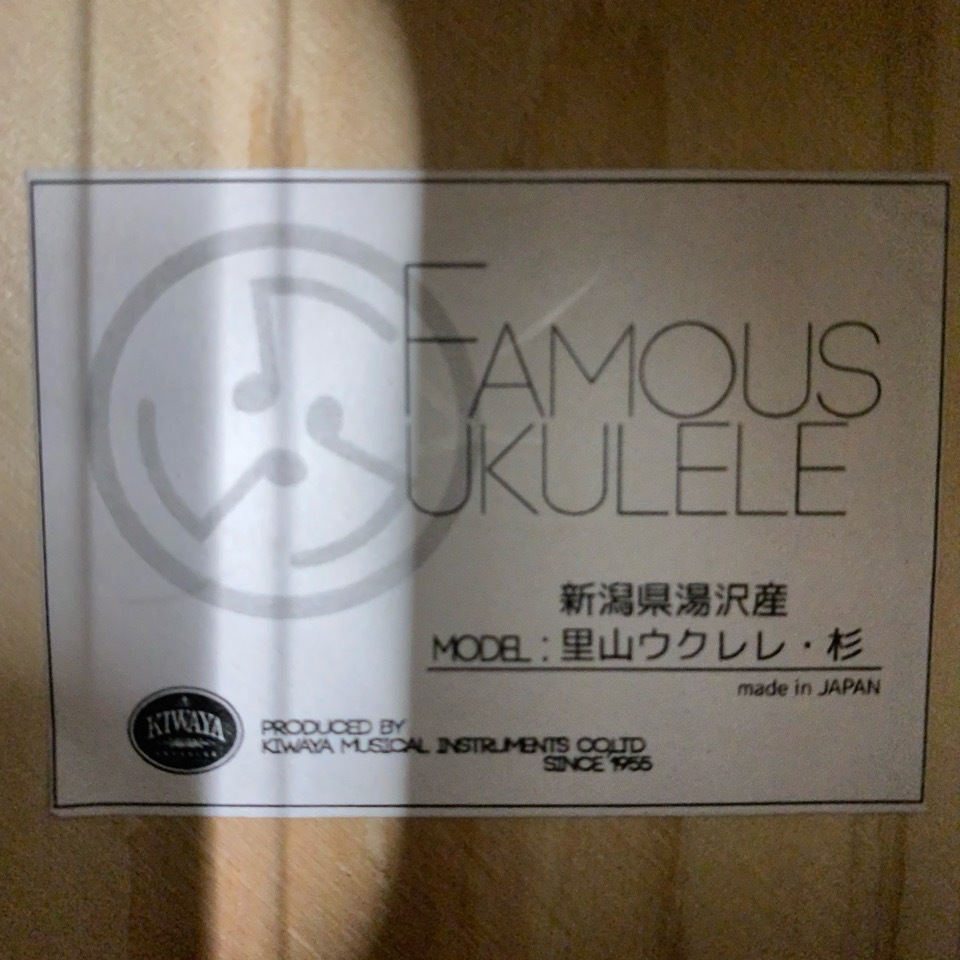 FAMOUS
UKULELE
新潟県湯沢産
MODEL : 里山ウクレレ・杉
made in JAPAN
KIWAYA
PRODUCED BY
KIWAYA MUSICAL INSTRUMENTS CO,LTD
SINCE 1955